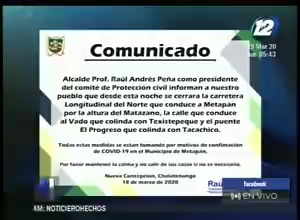 12
Mar 20
05:43
Comunicado
Alcalde Prof. Raúl Andrés Peña como presidente
del comite de Protección civil informan a nuestro
pueblo que desde esta noche se cerrara la carretera
Longitudinal del Norte que conduce a Metapán
por la altura del Matazano, la calle que conduce
al Vado que colinda con Texistepeque y el puente
El Progreso que colinda con Tacachico.
Todas estas medidas se estan tomando por motivos de confimación
de COVID-19 en el Municipio de Metapán.
Por favor mantener la calma y no salir de sus casas si no es necesario.
Nueva Concepcion, Chalatenango
18 de marzo de 2020
Raú
facebook
EN VIVO
AM: NOTICIEROHECHOS